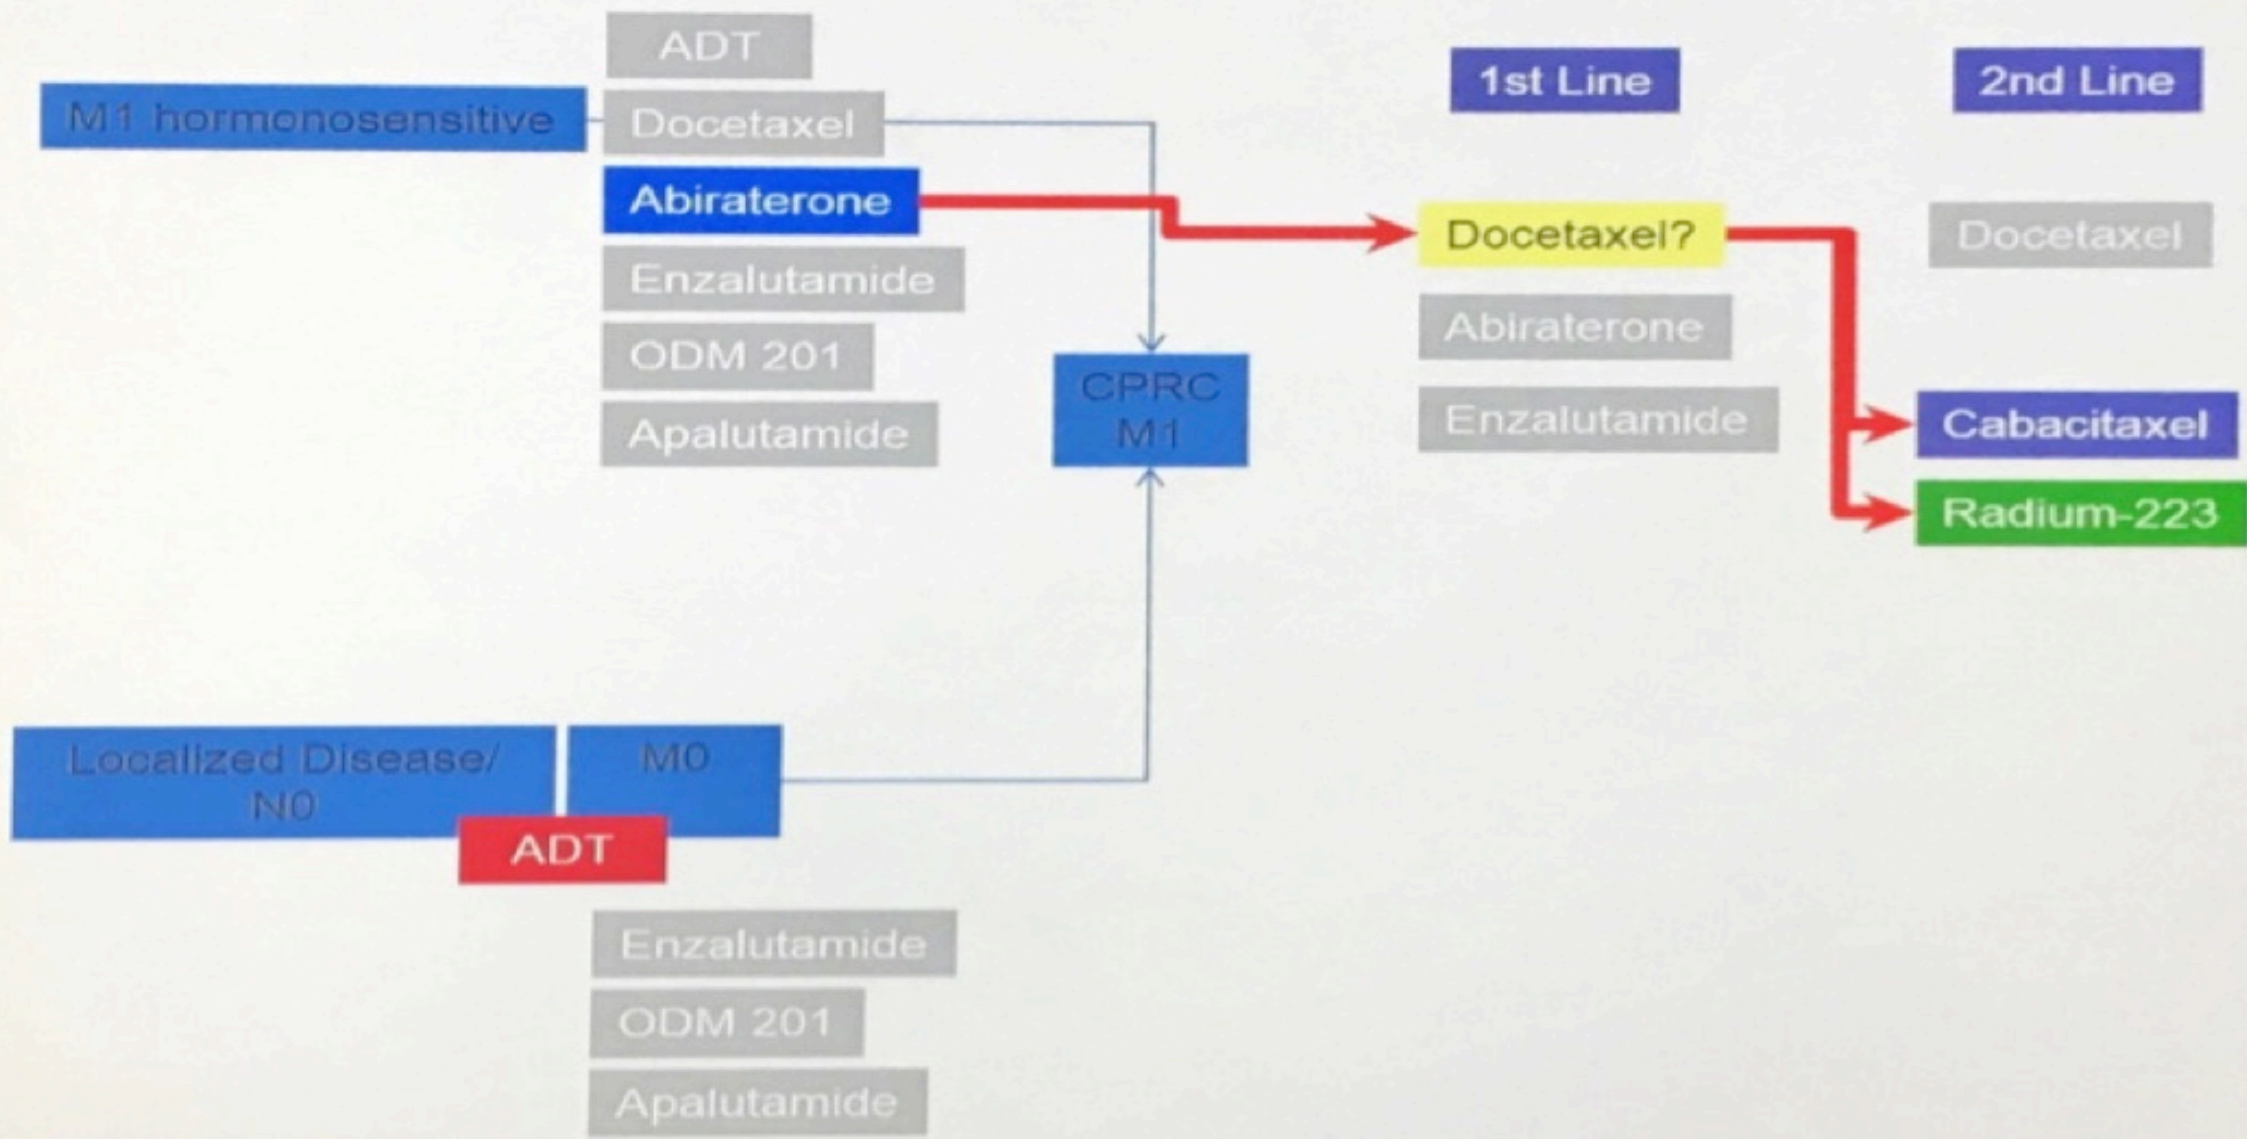 ADT
M1 hormonosensitive
Docetaxel
Abiraterone
Enzalutamide
ODM 201
Apalutamide
CPRC
M1
1st Line
Docetaxel?
Abiraterone
Enzalutamide
2nd Line
Docetaxel
Cabacitaxel
Radium-223
Localized Disease/
N0
M0
ADT
Enzalutamide
ODM 201
Apalutamide